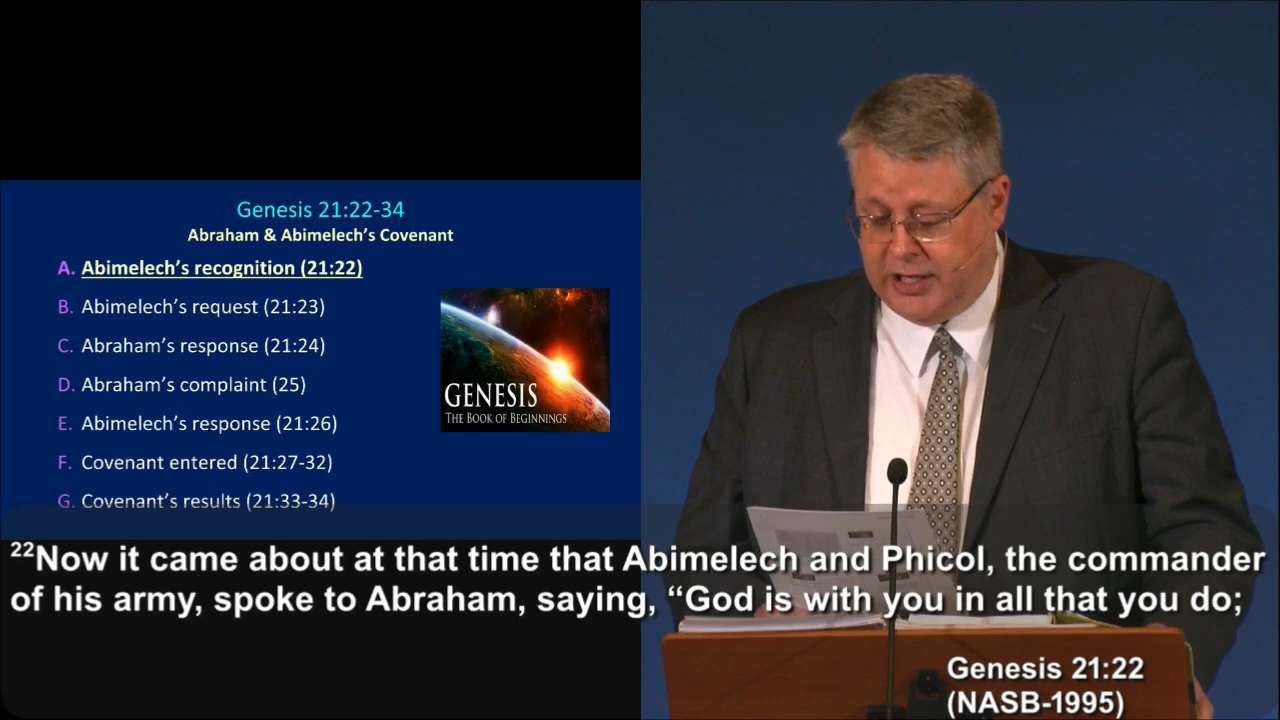 Genesis 21:22-34
Abraham & Abimelech’s Covenant
A. Abimelech’s recognition (21:22)
B. Abimelech’s request (21:23)
C. Abraham’s response (21:24)
D. Abraham’s complaint (25)
E. Abimelech’s response (21:26)
F. Covenant entered (21:27-32)
G. Covenant’s results (21:33-34)
GENESIS
THE BOOK OF BEGINNINGS
22Now it came about at that time that Abimelech and Phicol, the commander
of his army, spoke to Abraham, saying, “God is with you in all that you do;
Genesis 21:22
(NASB-1995)